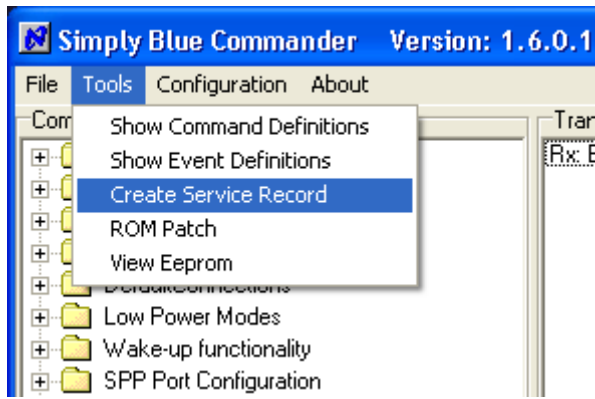 Simply Blue Commander Version: 1.6.0.1
File Tools Configuration About
Show Command Definitions
Show Event Definitions
Create Service Record
ROM Patch
View Eeprom
Low Power Modes
Wake-up functionality
SPP Port Configuration
Rx: